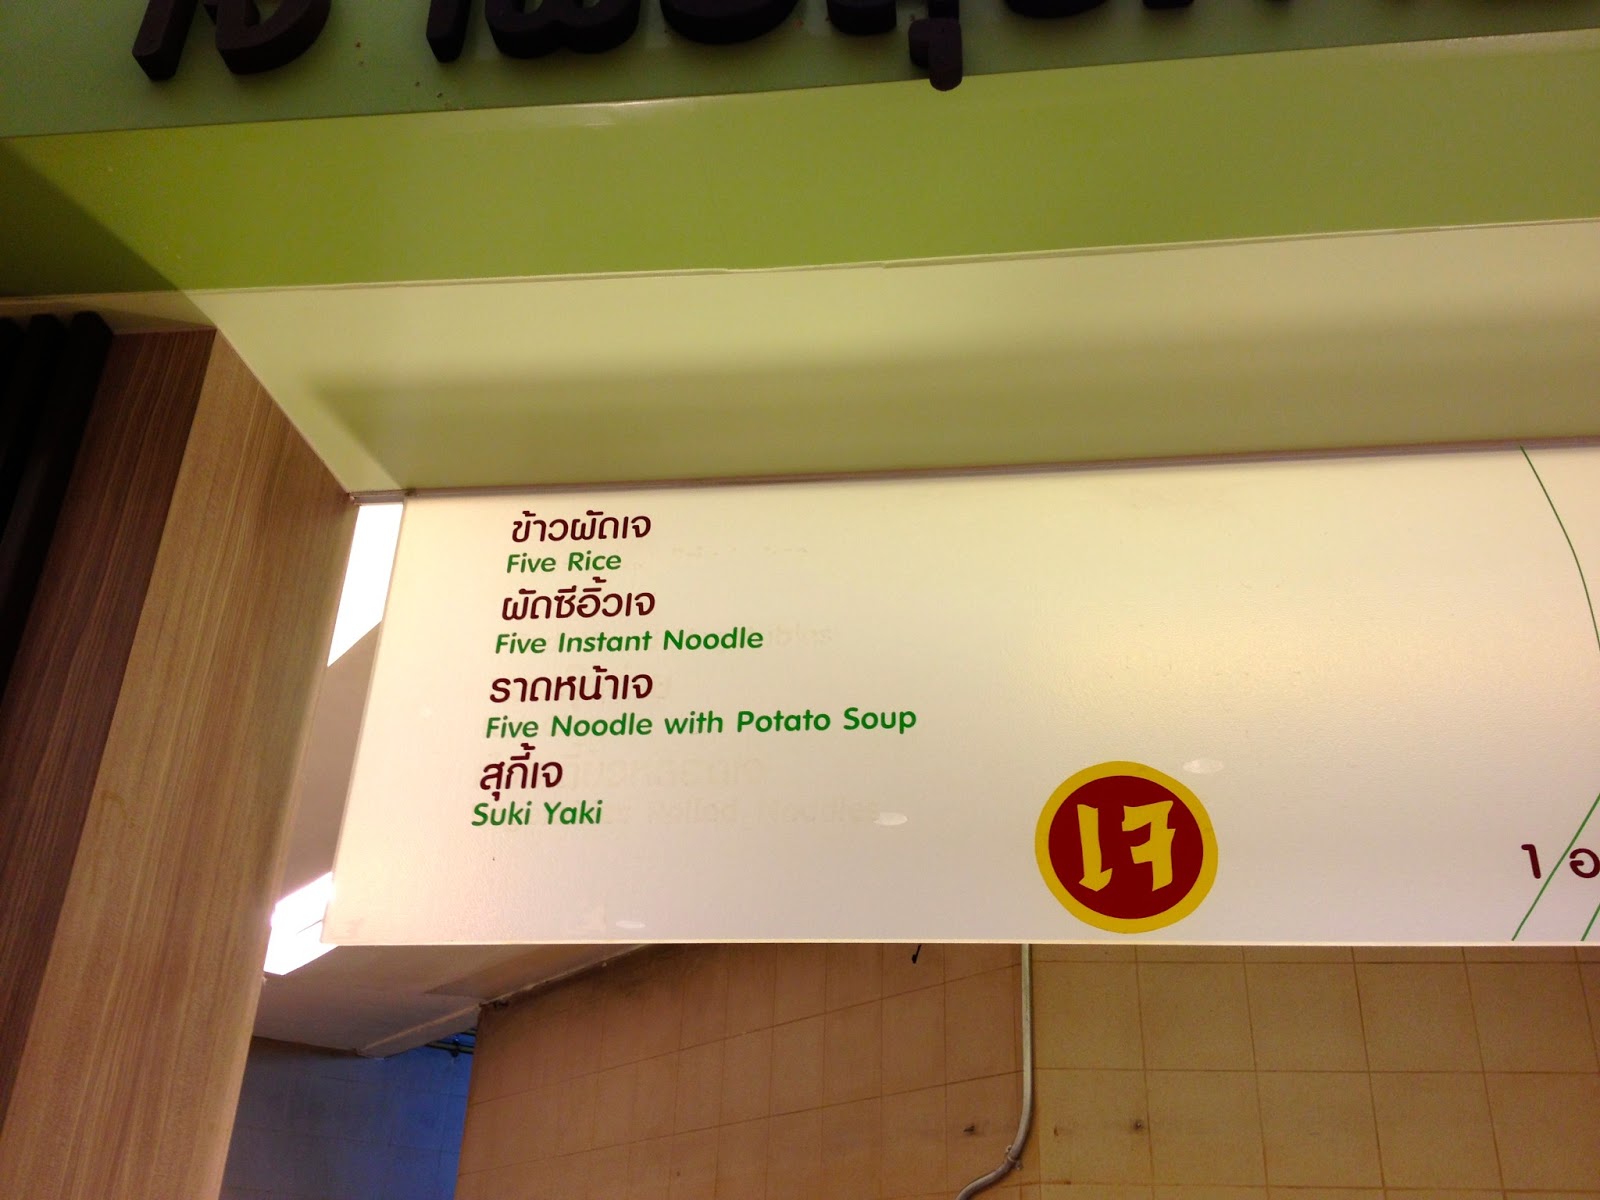 ข้าวผัดเจ
Five Rice
ผัดซีอิ้วเจ
Five Instant Noodle
ราดหน้าเจ
Five Noodle with Potato Soup
สุกี้เจ
Suki Yaki
เจ
1 อ